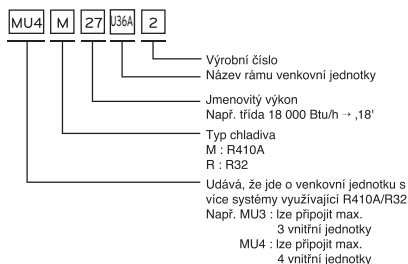 MU4 M 27 U36A 2
Výrobní číslo
Název rámu venkovní jednotky
Jmenovitý výkon
Např. třída 18 000 Btu/h → ,18'
Typ chladiva
M : R410A
R : R32
Udává, že jde o venkovní jednotku s
více systémy využívající R410A/R32
Např. MU3 : lze připojit max.
3 vnitřní jednotky
MU4 : lze připojit max.
4 vnitřní jednotky